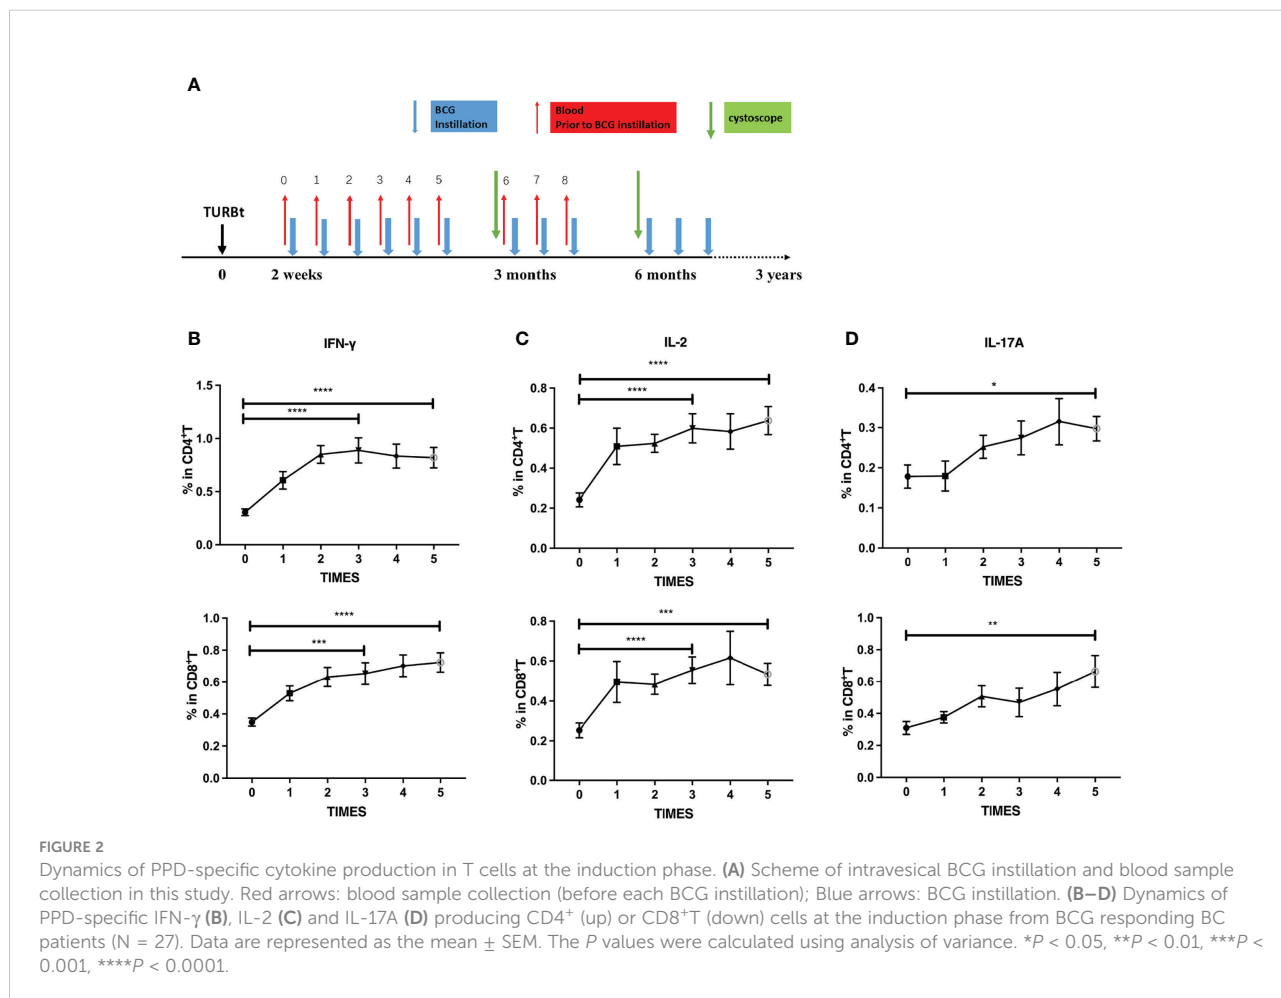 A
BCG
Instillation
Blood
Prior to BCG instillation
cystoscope
0 1 2 3 4 5 6 7 8
TURBt
0 2 weeks 3 months 6 months 3 years
B
IFN-γ
1.5
1.0
0.5
0.0
% in CD4⁺T
****
****
0 1 2 3 4 5
TIMES
1.0
0.8
0.6
0.4
0.2
0.0
% in CD8⁺T
****
***
0 1 2 3 4 5
TIMES
C
IL-2
0.8
0.6
0.4
0.2
0.0
% in CD4⁺T
****
****
0 1 2 3 4 5
TIMES
0.8
0.6
0.4
0.2
0.0
% in CD8⁺T
***
****
0 1 2 3 4 5
TIMES
D
IL-17A
0.4
0.3
0.2
0.1
0.0
% in CD4⁺T
*
0 1 2 3 4 5
TIMES
1.0
0.8
0.6
0.4
0.2
0.0
% in CD8⁺T
**
0 1 2 3 4 5
TIMES
FIGURE 2
Dynamics of PPD-specific cytokine production in T cells at the induction phase. (A) Scheme of intravesical BCG instillation and blood sample
collection in this study. Red arrows: blood sample collection (before each BCG instillation); Blue arrows: BCG instillation. (B–D) Dynamics of
PPD-specific IFN-γ (B), IL-2 (C) and IL-17A (D) producing CD4⁺ (up) or CD8⁺T (down) cells at the induction phase from BCG responding BC
patients (N = 27). Data are represented as the mean ± SEM. The P values were calculated using analysis of variance. *P < 0.05, **P < 0.01, ***P <
0.001, ****P < 0.0001.